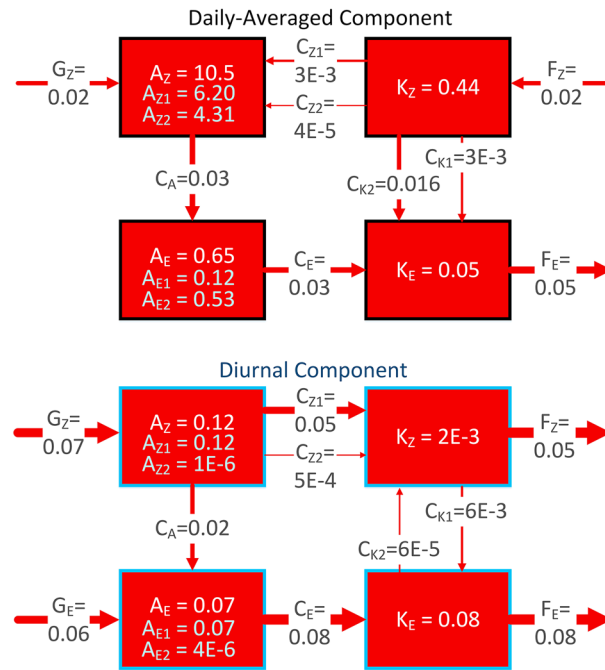 Daily-Averaged Component
G_Z=
0.02
A_Z = 10.5
A_Z1 = 6.20
A_Z2 = 4.31
C_Z1=
3E-3
C_Z2=
4E-5
K_Z = 0.44
F_Z=
0.02
C_A=0.03
C_K2=0.016
C_K1=3E-3
A_E = 0.65
A_E1 = 0.12
A_E2 = 0.53
C_E=
0.03
K_E = 0.05
F_E=
0.05
Diurnal Component
G_Z=
0.07
A_Z = 0.12
A_Z1 = 0.12
A_Z2 = 1E-6
C_Z1=
0.05
C_Z2=
5E-4
K_Z = 2E-3
F_Z=
0.05
C_A=0.02
C_K2=6E-5
C_K1=6E-3
G_E=
0.06
A_E = 0.07
A_E1 = 0.07
A_E2 = 4E-6
C_E=
0.08
K_E = 0.08
F_E=
0.08